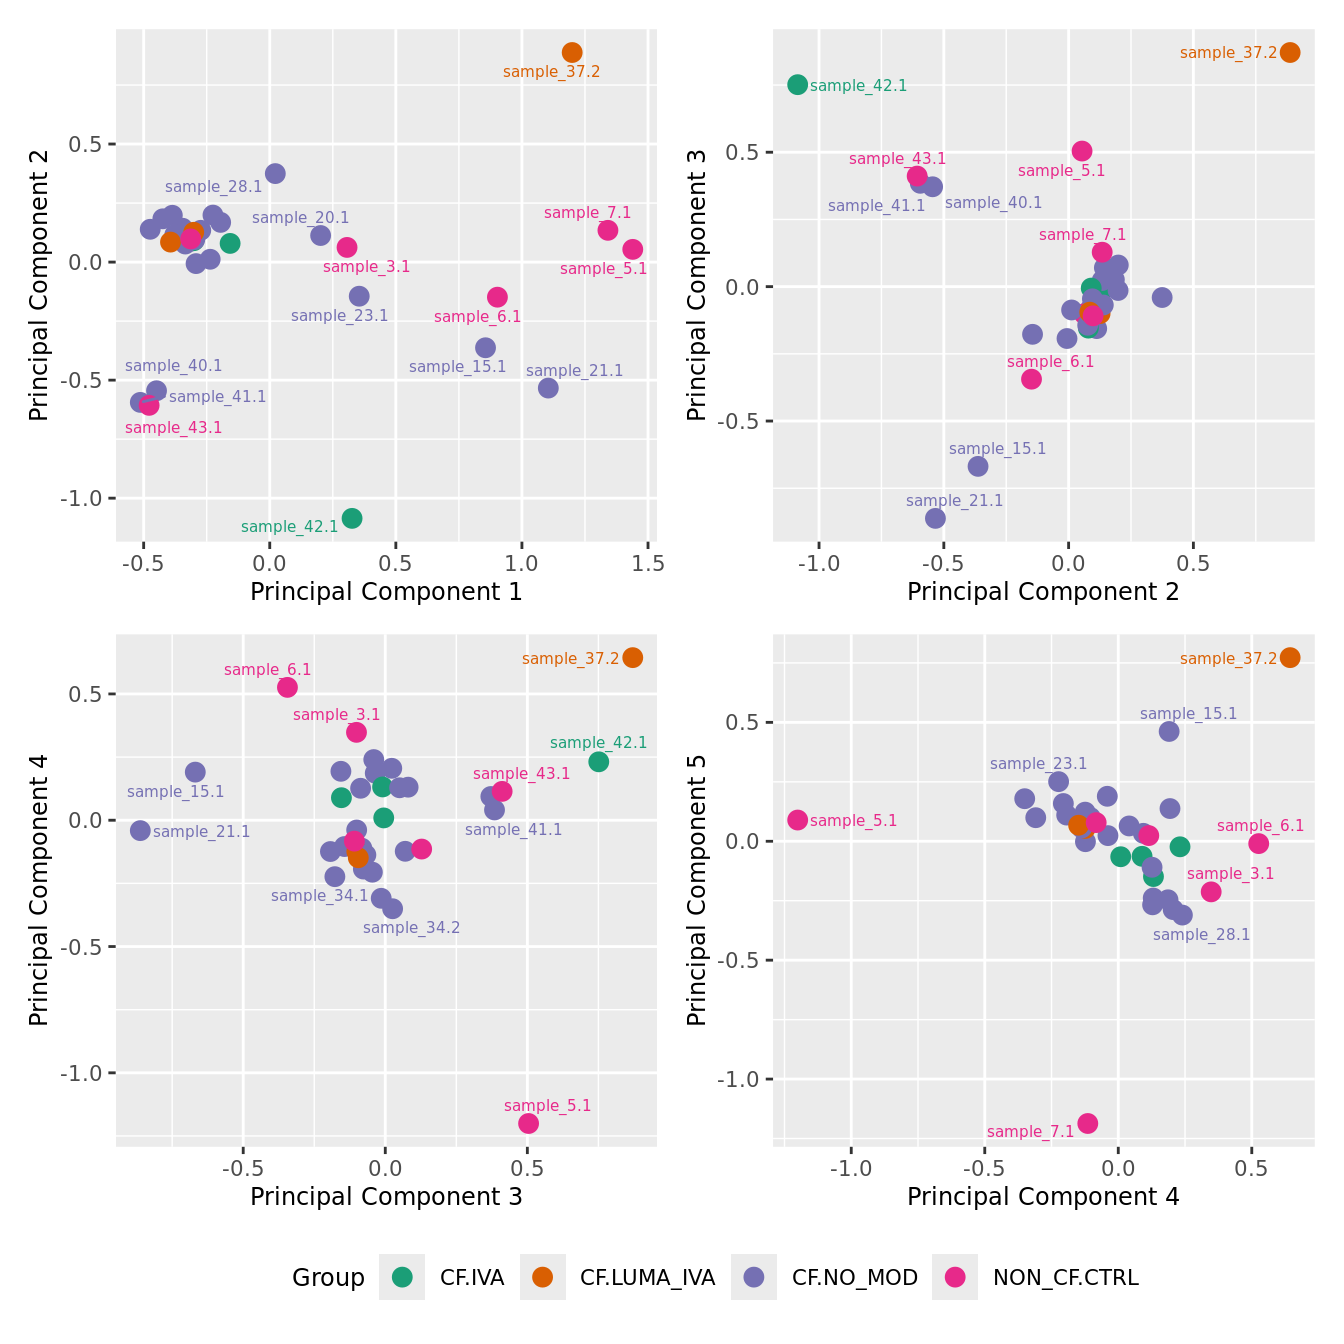 sample_37.2
sample_28.1
sample_20.1
sample_7.1
sample_3.1
sample_5.1
sample_23.1
sample_6.1
sample_15.1
sample_21.1
sample_40.1
sample_41.1
sample_43.1
sample_42.1
0.5
0.0
-0.5
-1.0
-0.5 0.0 0.5 1.0 1.5
Principal Component 1
Principal Component 2
sample_37.2
sample_42.1
sample_43.1
sample_5.1
sample_41.1
sample_40.1
sample_7.1
sample_6.1
sample_15.1
sample_21.1
0.5
0.0
-0.5
-1.0 -0.5 0.0 0.5
Principal Component 2
Principal Component 3
sample_6.1
sample_37.2
sample_3.1
sample_42.1
sample_43.1
sample_15.1
sample_21.1
sample_41.1
sample_34.1
sample_34.2
sample_5.1
0.5
0.0
-0.5
-1.0
-0.5 0.0 0.5
Principal Component 3
Principal Component 4
sample_37.2
sample_15.1
sample_23.1
sample_5.1
sample_6.1
sample_3.1
sample_28.1
sample_7.1
0.5
0.0
-0.5
-1.0
-1.0 -0.5 0.0 0.5
Principal Component 4
Principal Component 5
Group CF.IVA CF.LUMA_IVA CF.NO_MOD NON_CF.CTRL